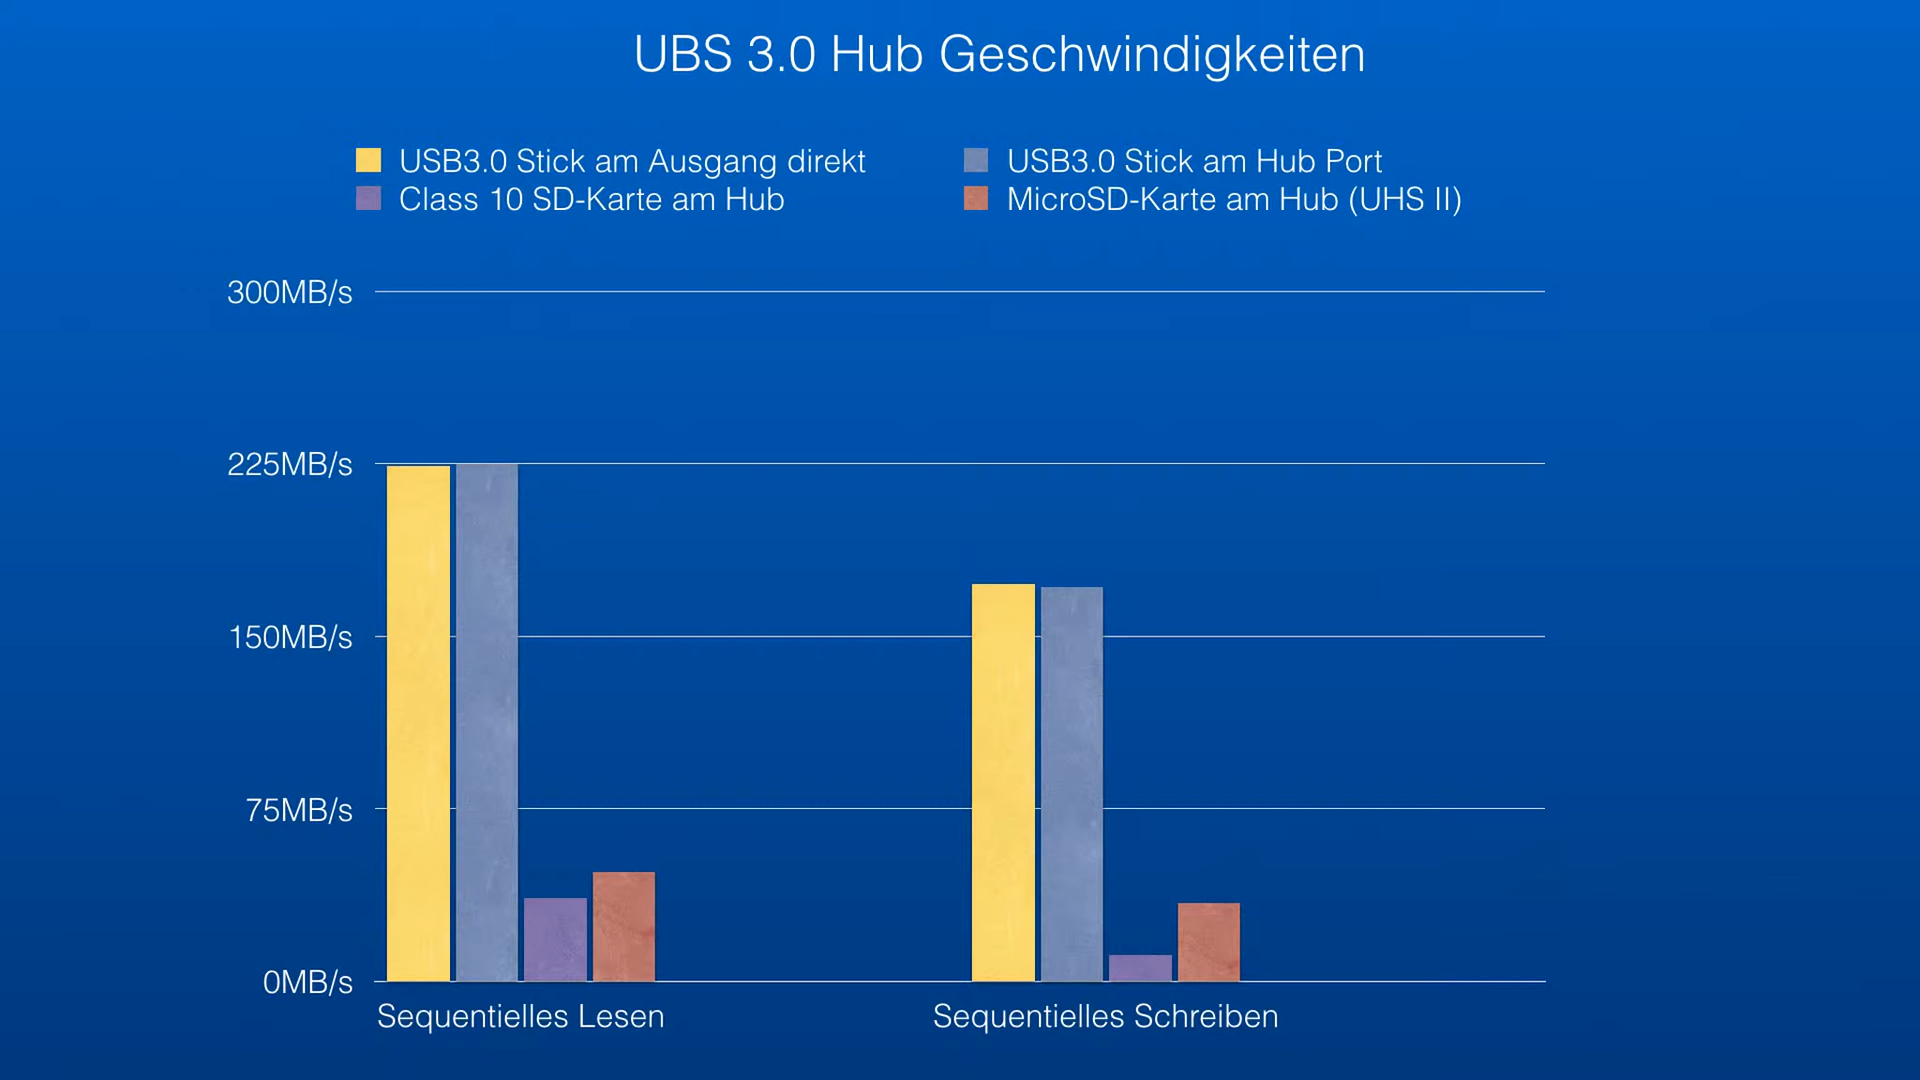 UBS 3.0 Hub Geschwindigkeiten
USB3.0 Stick am Ausgang direkt
USB3.0 Stick am Hub Port
Class 10 SD-Karte am Hub
MicroSD-Karte am Hub (UHS II)
300MB/s
225MB/s
150MB/s
75MB/s
0MB/s
Sequentielles Lesen
Sequentielles Schreiben